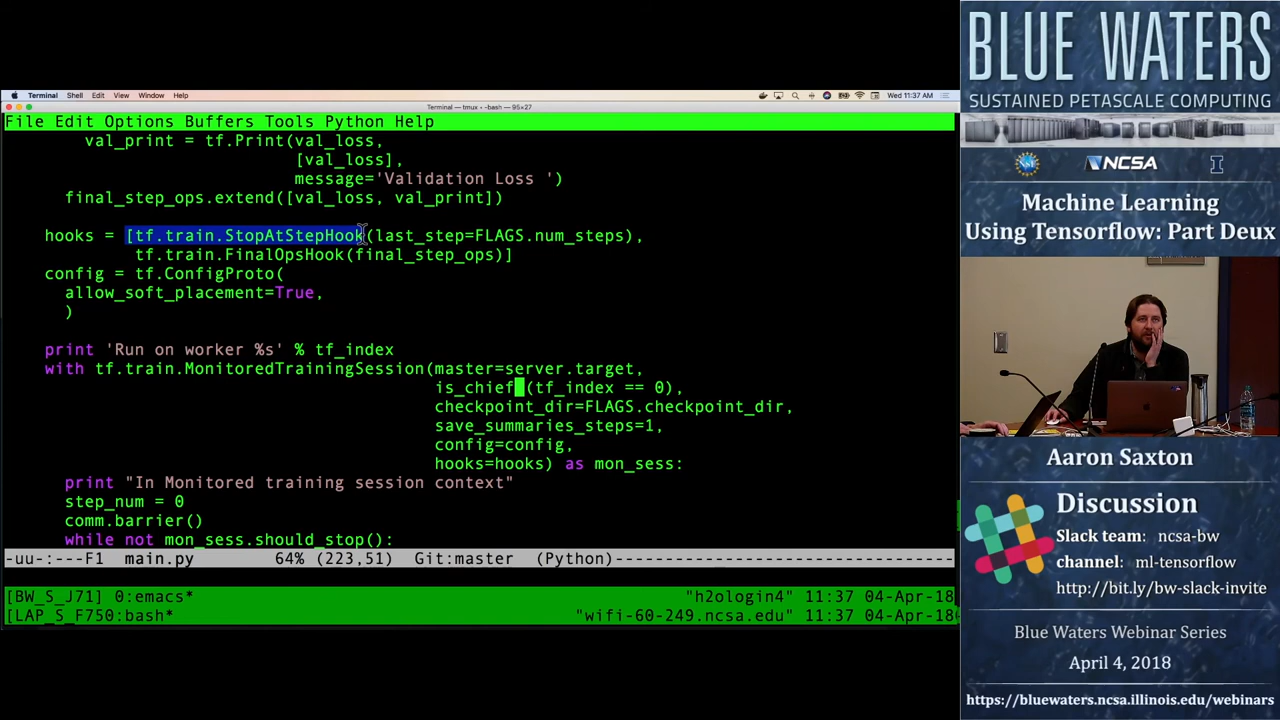 Terminal Shell Edit View Window Help
Wed 11:37 AM
Terminal — tmux • -bash — 95×27
File Edit Options Buffers Tools Python Help
val_print = tf.Print(val_loss,
[val_loss],
message='Validation Loss ')
final_step_ops.extend([val_loss, val_print])
hooks = [tf.train.StopAtStepHook(last_step=FLAGS.num_steps),
tf.train.FinalOpsHook(final_step_ops)]
config = tf.ConfigProto(
allow_soft_placement=True,
)
print 'Run on worker %s' % tf_index
with tf.train.MonitoredTrainingSession(master=server.target,
is_chief (tf_index == 0),
checkpoint_dir=FLAGS.checkpoint_dir,
save_summaries_steps=1,
config=config,
hooks=hooks) as mon_sess:
print "In Monitored training session context"
step_num = 0
comm.barrier()
while not mon_sess.should_stop():
-uu-:---F1 main.py 64% (223,51) Git:master (Python)----------------------------------
[BW_S_J71] 0:emacs* "h2ologin4" 11:37 04-Apr-18
[LAP_S_F750:bash* "wifi-60-249.ncsa.edu" 11:37 04-Apr-18
BLUE WATERS
SUSTAINED PETASCALE COMPUTING
NCSA
I
Machine Learning
Using Tensorflow: Part Deux
Aaron Saxton
Discussion
Slack team: ncsa-bw
channel: ml-tensorflow
http://bit.ly/bw-slack-invite
Blue Waters Webinar Series
April 4, 2018
https://bluewaters.ncsa.illinois.edu/webinars